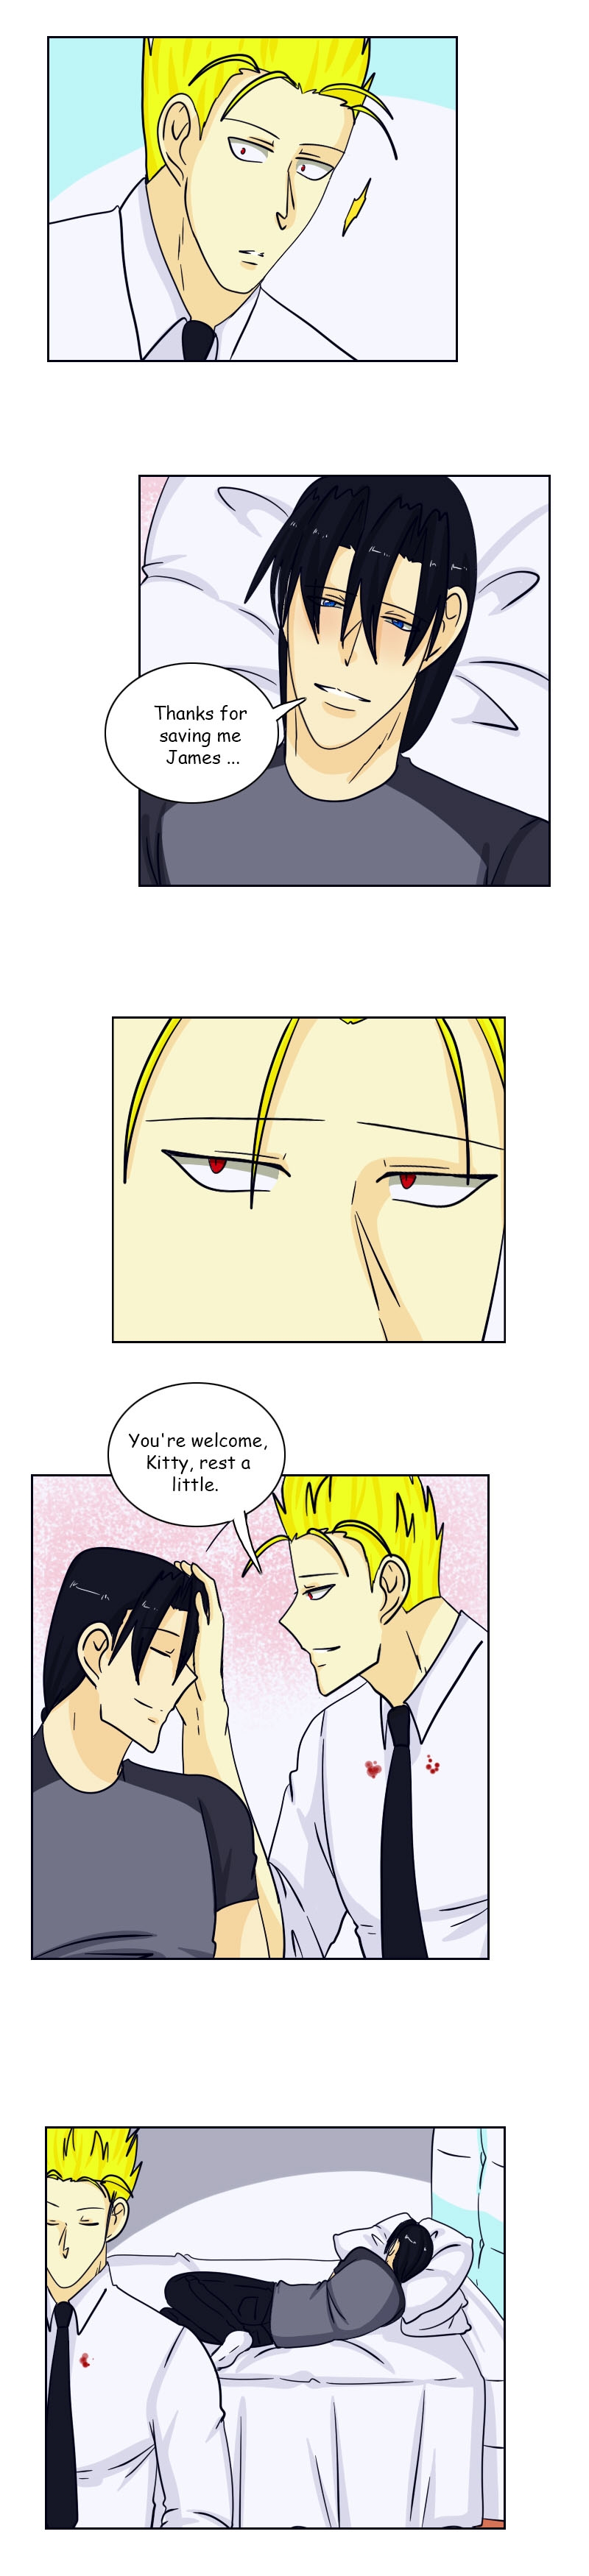 Thanks for
saving me
James ...
You're welcome,
Kitty, rest a
little.